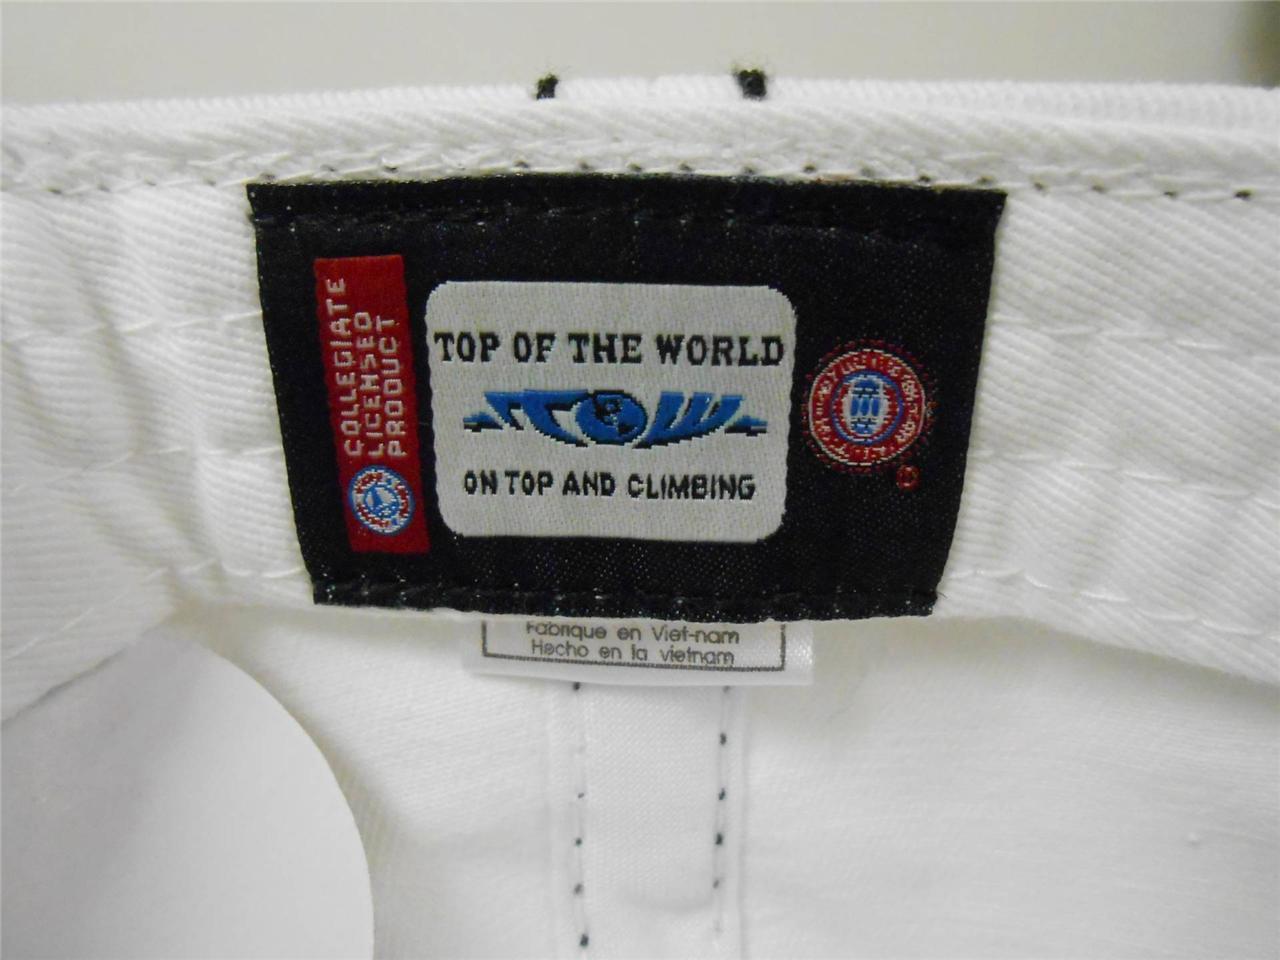 COLLEGIATE
LICENSED
PRODUCT
TOP OF THE WORLD
TOW
ON TOP AND CLIMBING
®
Fabrique en Viet-nam
Hecho en la vietnam